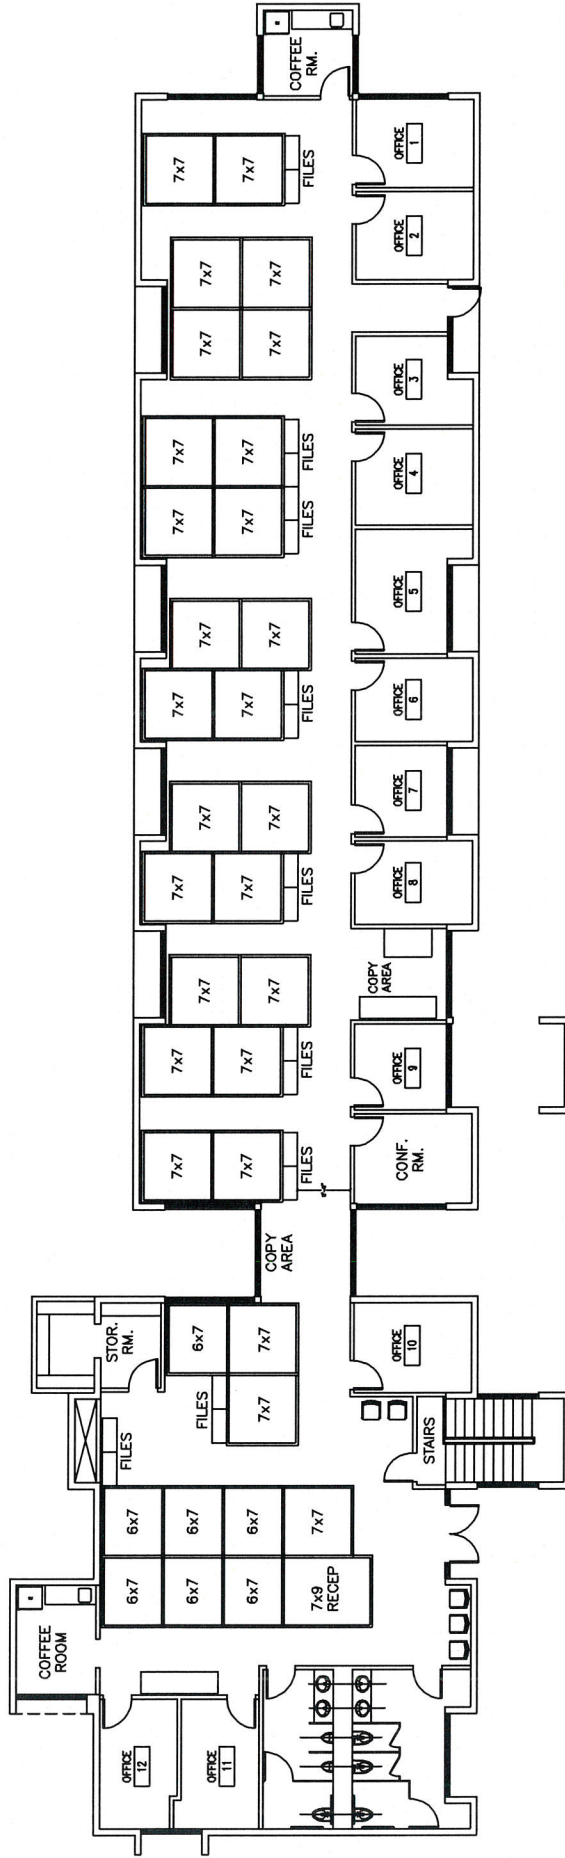 COFFEE
ROOM
OFFICE
12
OFFICE
11
6x7
6x7
6x7
6x7
6x7
6x7
7x9
RECEP
7x7
FILES
STOR.
RM.
FILES
6x7
7x7
7x7
STAIRS
OFFICE
10
COPY
AREA
7x7
7x7
FILES
CONF.
RM.
7x7
7x7
7x7
7x7
FILES
OFFICE
9
COPY
AREA
7x7
7x7
7x7
7x7
FILES
OFFICE
8
OFFICE
7
7x7
7x7
7x7
7x7
FILES
OFFICE
6
OFFICE
5
7x7
7x7
7x7
7x7
FILES
FILES
OFFICE
4
OFFICE
3
7x7
7x7
7x7
7x7
7x7
7x7
FILES
OFFICE
2
OFFICE
1
COFFEE
RM.